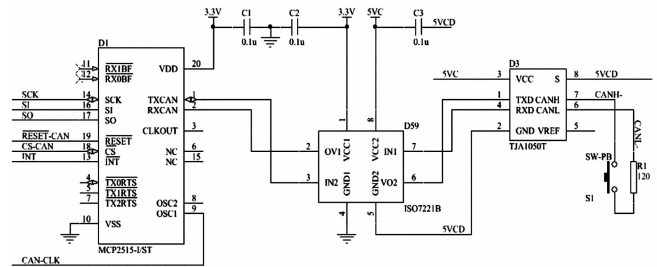 3.3V C1 C2 3.3V 5VC C3 5VCD
0.1u 0.1u 0.1u
D1
11 RX1BF VDD 20
12 RX0BF
SCK 14 SCK TXCAN 1
SI 16 SI RXCAN 2
SO 17 SO
CLKOUT 3
RESET-CAN 19 RESET
CS-CAN 18 CS NC 6
INT 13 INT NC 15
4 TX0RTS
5 TX1RTS
7 TX2RTS OSC2 8
OSC1 9
10 VSS
MCP2515-I/ST
CAN-CLK
1 8
D59
VCC1 VCC2
2 OV1 IN1 7
3 IN2 VO2 6
GND1 GND2
4 5
ISO7221B
5VCD
D3
5VC 3 VCC S 8 5VCD
1 TXD CANH 7 CANH-
4 RXD CANL 6
2 GND VREF 5
TJA1050T
CANL-
SW-PB R1
120
S1